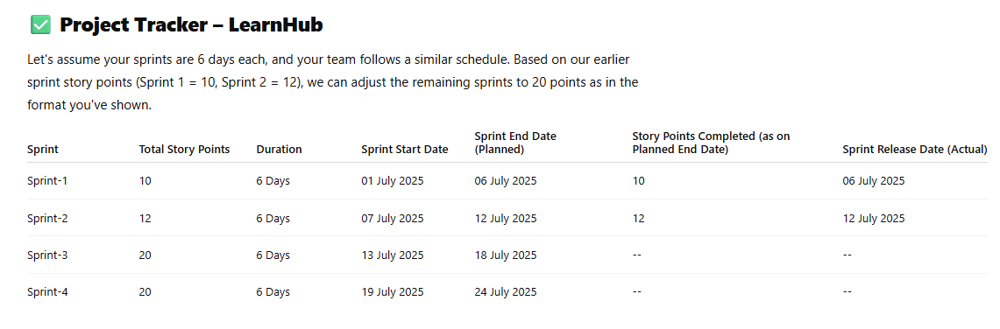 ✅ Project Tracker – LearnHub
Let's assume your sprints are 6 days each, and your team follows a similar schedule. Based on our earlier
sprint story points (Sprint 1 = 10, Sprint 2 = 12), we can adjust the remaining sprints to 20 points as in the
format you've shown.
Sprint Total Story Points Duration Sprint Start Date Sprint End Date (Planned) Story Points Completed (as on Planned End Date) Sprint Release Date (Actual)
Sprint-1 10 6 Days 01 July 2025 06 July 2025 10 06 July 2025
Sprint-2 12 6 Days 07 July 2025 12 July 2025 12 12 July 2025
Sprint-3 20 6 Days 13 July 2025 18 July 2025 -- --
Sprint-4 20 6 Days 19 July 2025 24 July 2025 -- --